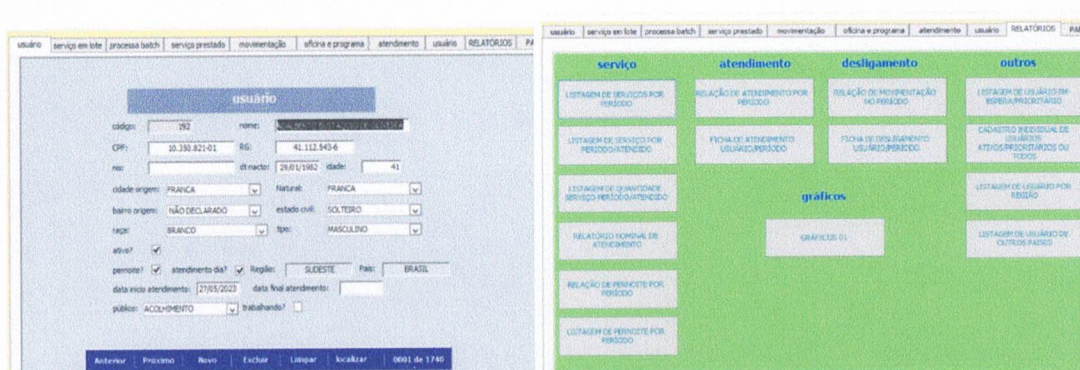 usuário serviço em lote processa batch serviço prestado movimentação oficina e programa atendimento usuário RELATÓRIOS PA
usuário
código: 192 nome:
CPF: 10.350.821-01 RG: 41.112.543-6
nis: dt nacto: 29/01/1982 idade: 41
cidade origem: FRANCA Natural: FRANCA
bairro origem: NÃO DECLARADO estado civil: SOLTEIRO
raça: BRANCO tipo: MASCULINO
ativo?
pernoite? atendimento dia? Região: SUDESTE País: BRASIL
data inicio atendimento: 27/05/2023 data final atendimento:
público: ACOLHIMENTO trabalhando?
Anterior Próximo Novo Excluir Limpar localizar 0001 de 1740
usuário serviço em lote processa batch serviço prestado movimentação oficina e programa atendimento usuário RELATÓRIOS PA
serviço atendimento desligamento outros
LISTAGEM DE SERVIÇOS POR PERÍODO
RELAÇÃO DE ATENDIMENTO POR PERÍODO
RELAÇÃO DE MOVIMENTAÇÃO NO PERÍODO
LISTAGEM DE USUÁRIO EM ESPERA/PRIORITÁRIO
LISTAGEM DE SERVIÇO POR PERÍODO/ATENDIDO
FICHA DE ATENDIMENTO USUÁRIO/PERÍODO
FICHA DE DESLIGAMENTO USUÁRIO/PERÍODO
CADASTRO INDIVIDUAL DE USUÁRIOS ATIVOS/PRIORITÁRIOS OU TODOS
LISTAGEM DE QUANTIDADE SERVIÇO PERÍODO/ATENDIDO
gráficos
LISTAGEM DE USUÁRIO POR REGIÃO
RELATÓRIO NOMINAL DE ATENDIMENTO
GRÁFICOS 01
LISTAGEM DE USUÁRIO DE OUTROS PAÍSES
RELAÇÃO DE PERNOITE POR PERÍODO
LISTAGEM DE PERNOITE POR PERÍODO